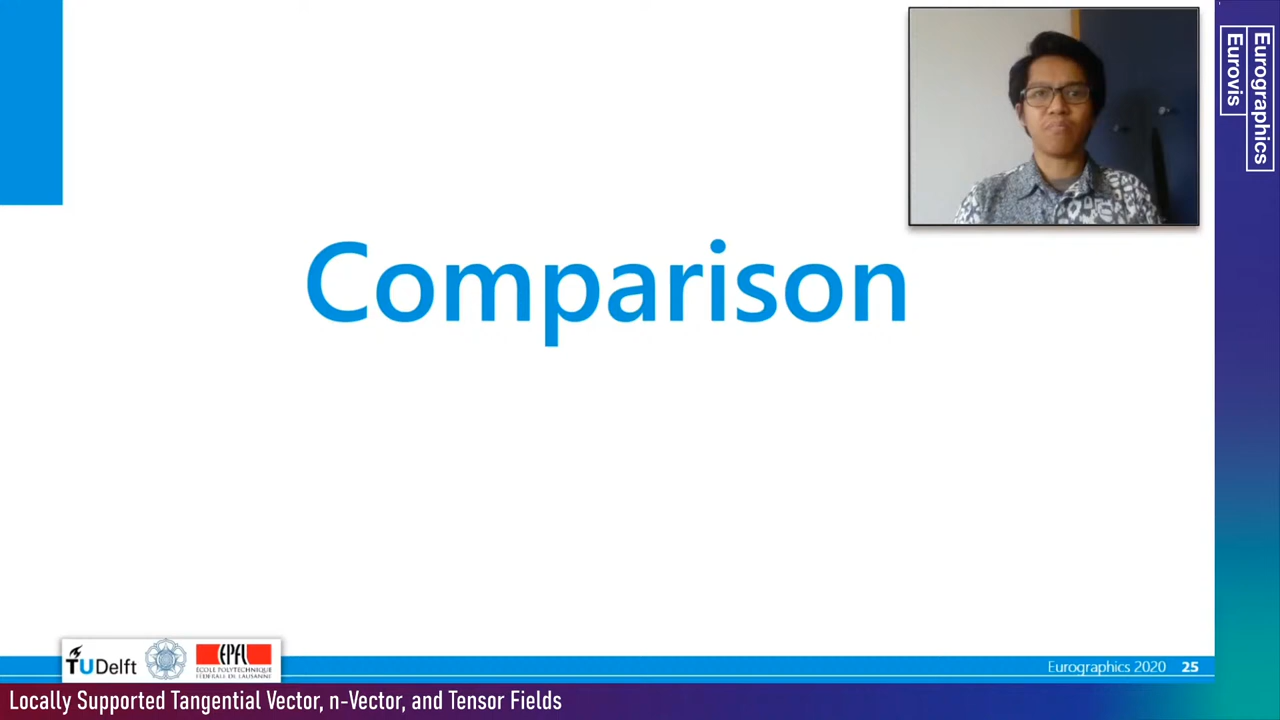 Eurographics
Eurovis
Comparison
TUDelft
EPFL
ÉCOLE POLYTECHNIQUE
FÉDÉRALE DE LAUSANNE
Eurographics 2020 25
Locally Supported Tangential Vector, n-Vector, and Tensor Fields